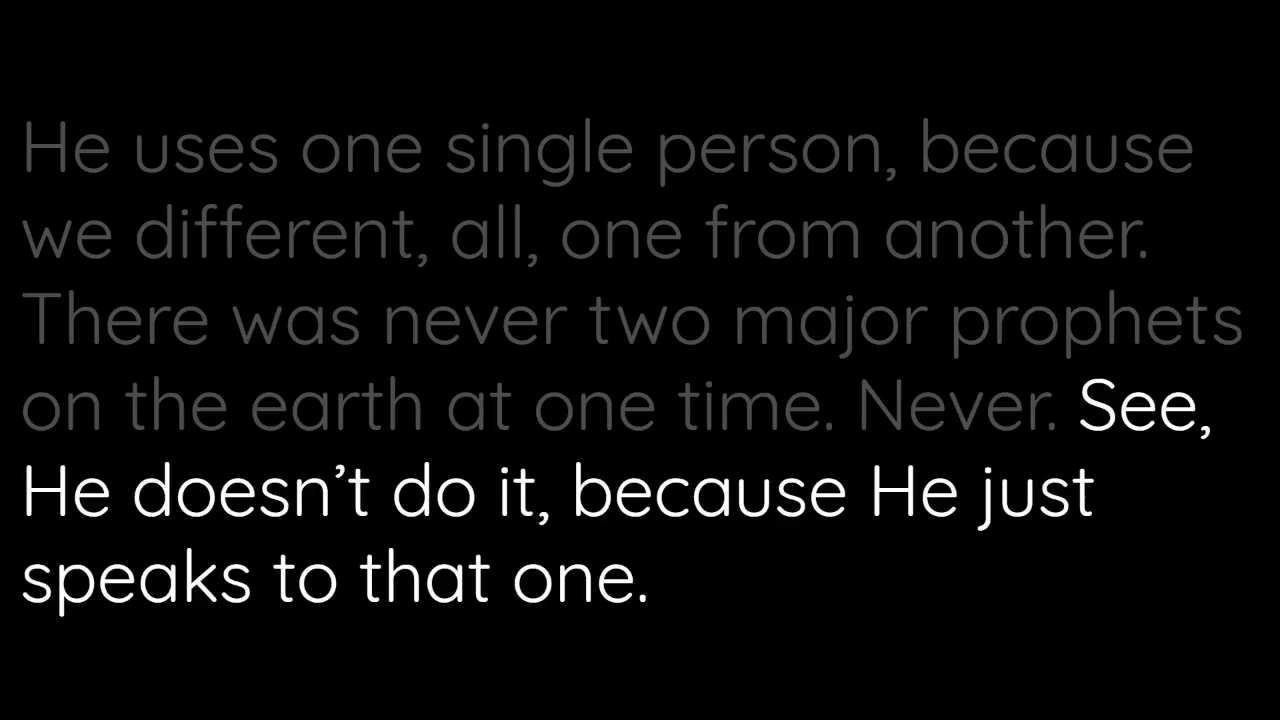 He uses one single person, because
we different, all, one from another.
There was never two major prophets
on the earth at one time. Never. See,
He doesn’t do it, because He just
speaks to that one.